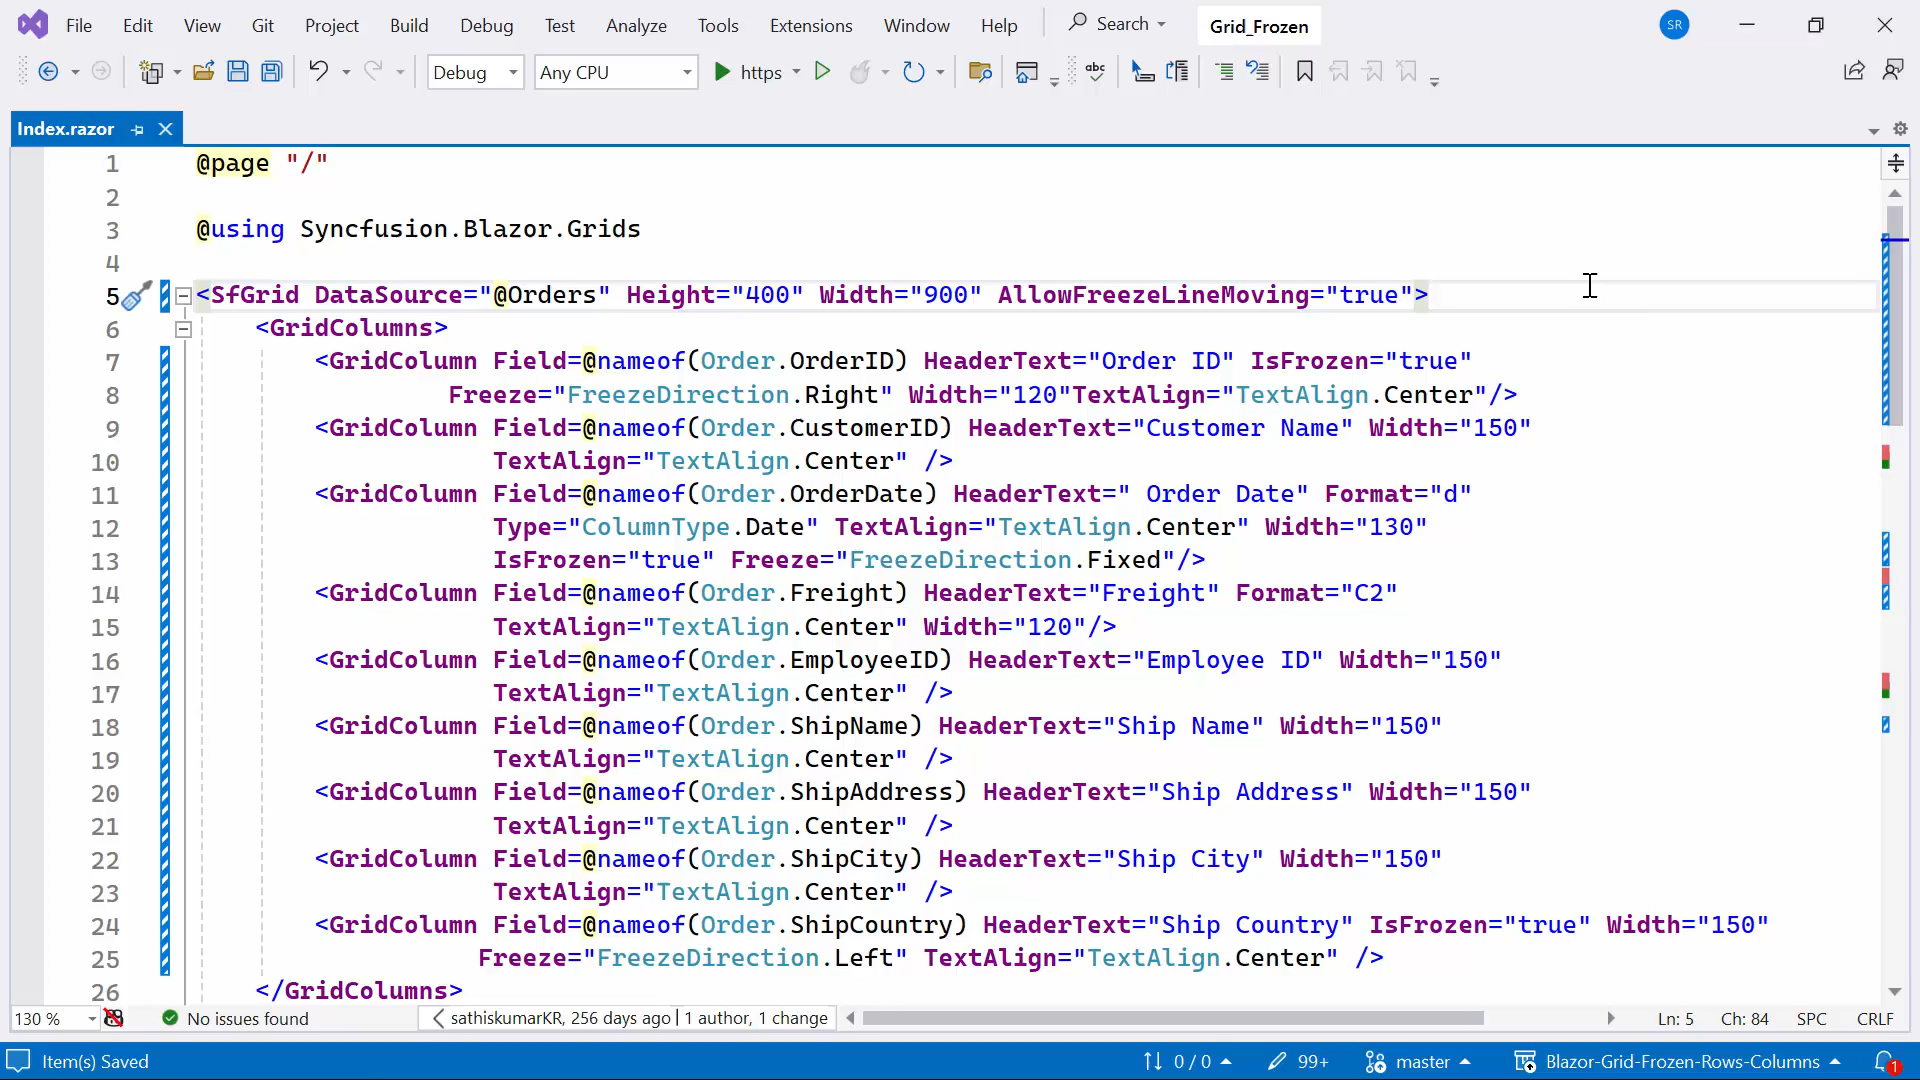 File Edit View Git Project Build Debug Test Analyze Tools Extensions Window Help Search Grid_Frozen SR
Debug Any CPU https abc
Index.razor
1 @page "/"
2
3 @using Syncfusion.Blazor.Grids
4
5 <SfGrid DataSource="@Orders" Height="400" Width="900" AllowFreezeLineMoving="true">
6 <GridColumns>
7 <GridColumn Field=@nameof(Order.OrderID) HeaderText="Order ID" IsFrozen="true"
8 Freeze="FreezeDirection.Right" Width="120"TextAlign="TextAlign.Center"/>
9 <GridColumn Field=@nameof(Order.CustomerID) HeaderText="Customer Name" Width="150"
10 TextAlign="TextAlign.Center" />
11 <GridColumn Field=@nameof(Order.OrderDate) HeaderText=" Order Date" Format="d"
12 Type="ColumnType.Date" TextAlign="TextAlign.Center" Width="130"
13 IsFrozen="true" Freeze="FreezeDirection.Fixed"/>
14 <GridColumn Field=@nameof(Order.Freight) HeaderText="Freight" Format="C2"
15 TextAlign="TextAlign.Center" Width="120"/>
16 <GridColumn Field=@nameof(Order.EmployeeID) HeaderText="Employee ID" Width="150"
17 TextAlign="TextAlign.Center" />
18 <GridColumn Field=@nameof(Order.ShipName) HeaderText="Ship Name" Width="150"
19 TextAlign="TextAlign.Center" />
20 <GridColumn Field=@nameof(Order.ShipAddress) HeaderText="Ship Address" Width="150"
21 TextAlign="TextAlign.Center" />
22 <GridColumn Field=@nameof(Order.ShipCity) HeaderText="Ship City" Width="150"
23 TextAlign="TextAlign.Center" />
24 <GridColumn Field=@nameof(Order.ShipCountry) HeaderText="Ship Country" IsFrozen="true" Width="150"
25 Freeze="FreezeDirection.Left" TextAlign="TextAlign.Center" />
26 </GridColumns>
130 % No issues found sathiskumarKR, 256 days ago | 1 author, 1 change Ln: 5 Ch: 84 SPC CRLF
Item(s) Saved 0 / 0 99+ master Blazor-Grid-Frozen-Rows-Columns 1